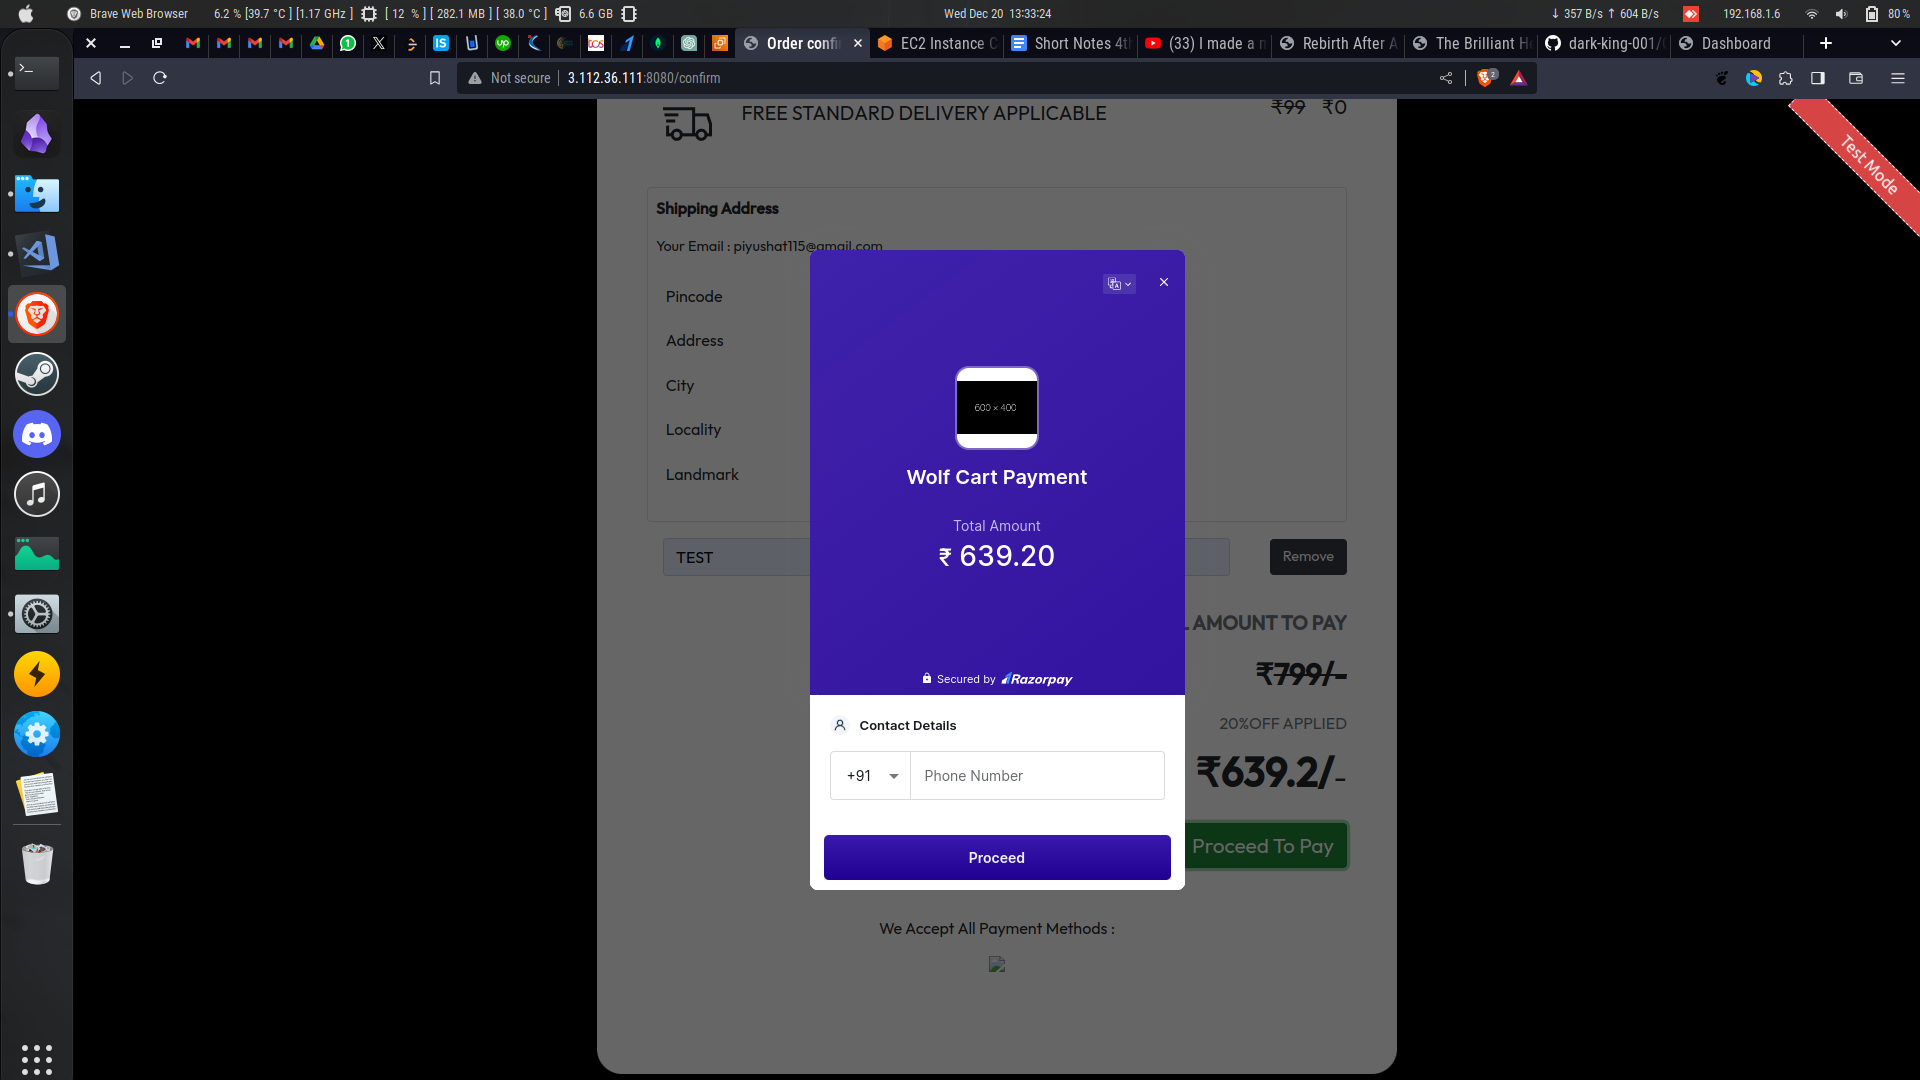 Brave Web Browser
6.2 % [39.7 °C ] [1.17 GHz ]
[ 12 % ] [ 282.1 MB ] [ 38.0 °C ]
6.6 GB
Wed Dec 20 13:33:24
↓ 357 B/s ↑ 604 B/s
192.168.1.6
80 %
Order confi
EC2 Instance C
Short Notes 4th
(33) I made a n
Rebirth After A
The Brilliant He
dark-king-001/
Dashboard
Not secure
3.112.36.111:8080/confirm
2
FREE STANDARD DELIVERY APPLICABLE
₹99 ₹0
Test Mode
Shipping Address
Your Email : piyushat115@gmail.com
Pincode
Address
City
Locality
Landmark
TEST
Remove
AMOUNT TO PAY
₹799/-
20%OFF APPLIED
₹639.2/-
Proceed To Pay
600 × 400
Wolf Cart Payment
Total Amount
₹ 639.20
Secured by Razorpay
Contact Details
+91
Phone Number
Proceed
We Accept All Payment Methods :